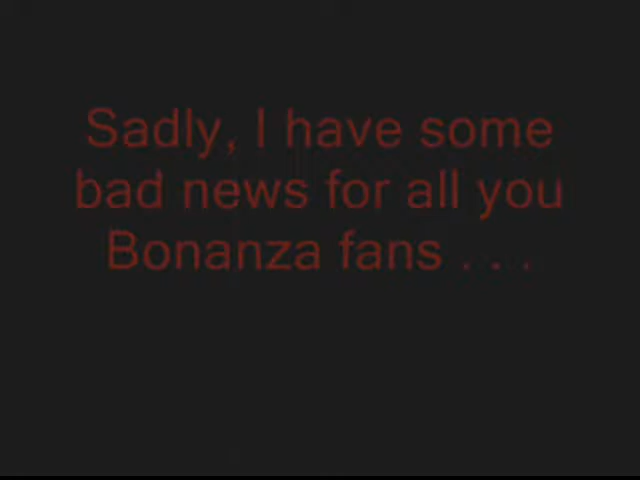 Sadly, I have some
bad news for all you
Bonanza fans . . .